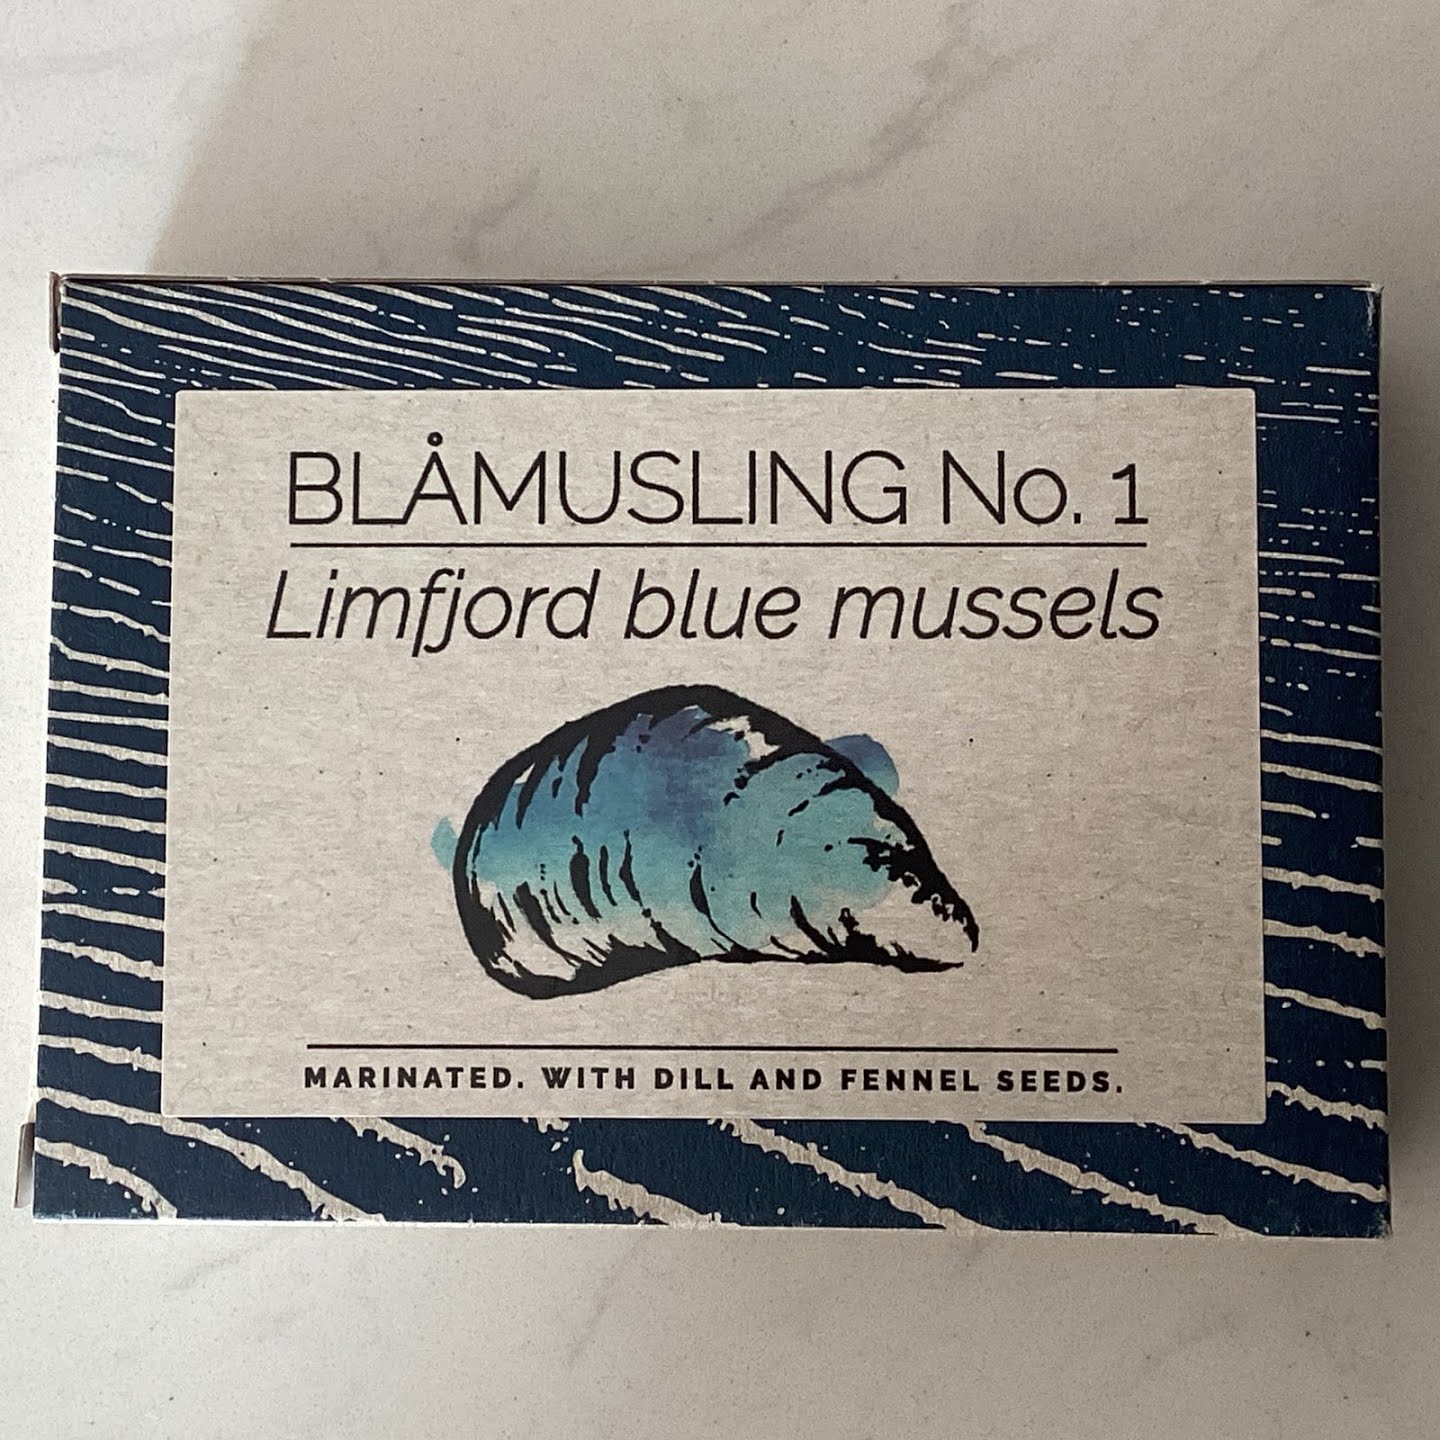 BLÅMUSLING No. 1
Limfjord blue mussels
MARINATED. WITH DILL AND FENNEL SEEDS.